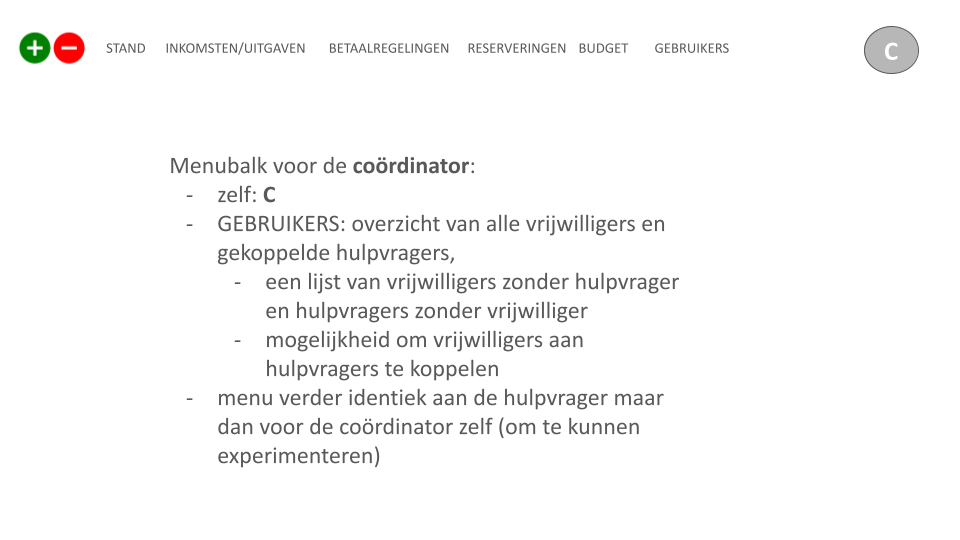 STAND INKOMSTEN/UITGAVEN BETAALREGELINGEN RESERVERINGEN BUDGET GEBRUIKERS C
Menubalk voor de coördinator:
- zelf: C
- GEBRUIKERS: overzicht van alle vrijwilligers en
gekoppelde hulpvragers,
- een lijst van vrijwilligers zonder hulpvrager
en hulpvragers zonder vrijwilliger
- mogelijkheid om vrijwilligers aan
hulpvragers te koppelen
- menu verder identiek aan de hulpvrager maar
dan voor de coördinator zelf (om te kunnen
experimenteren)